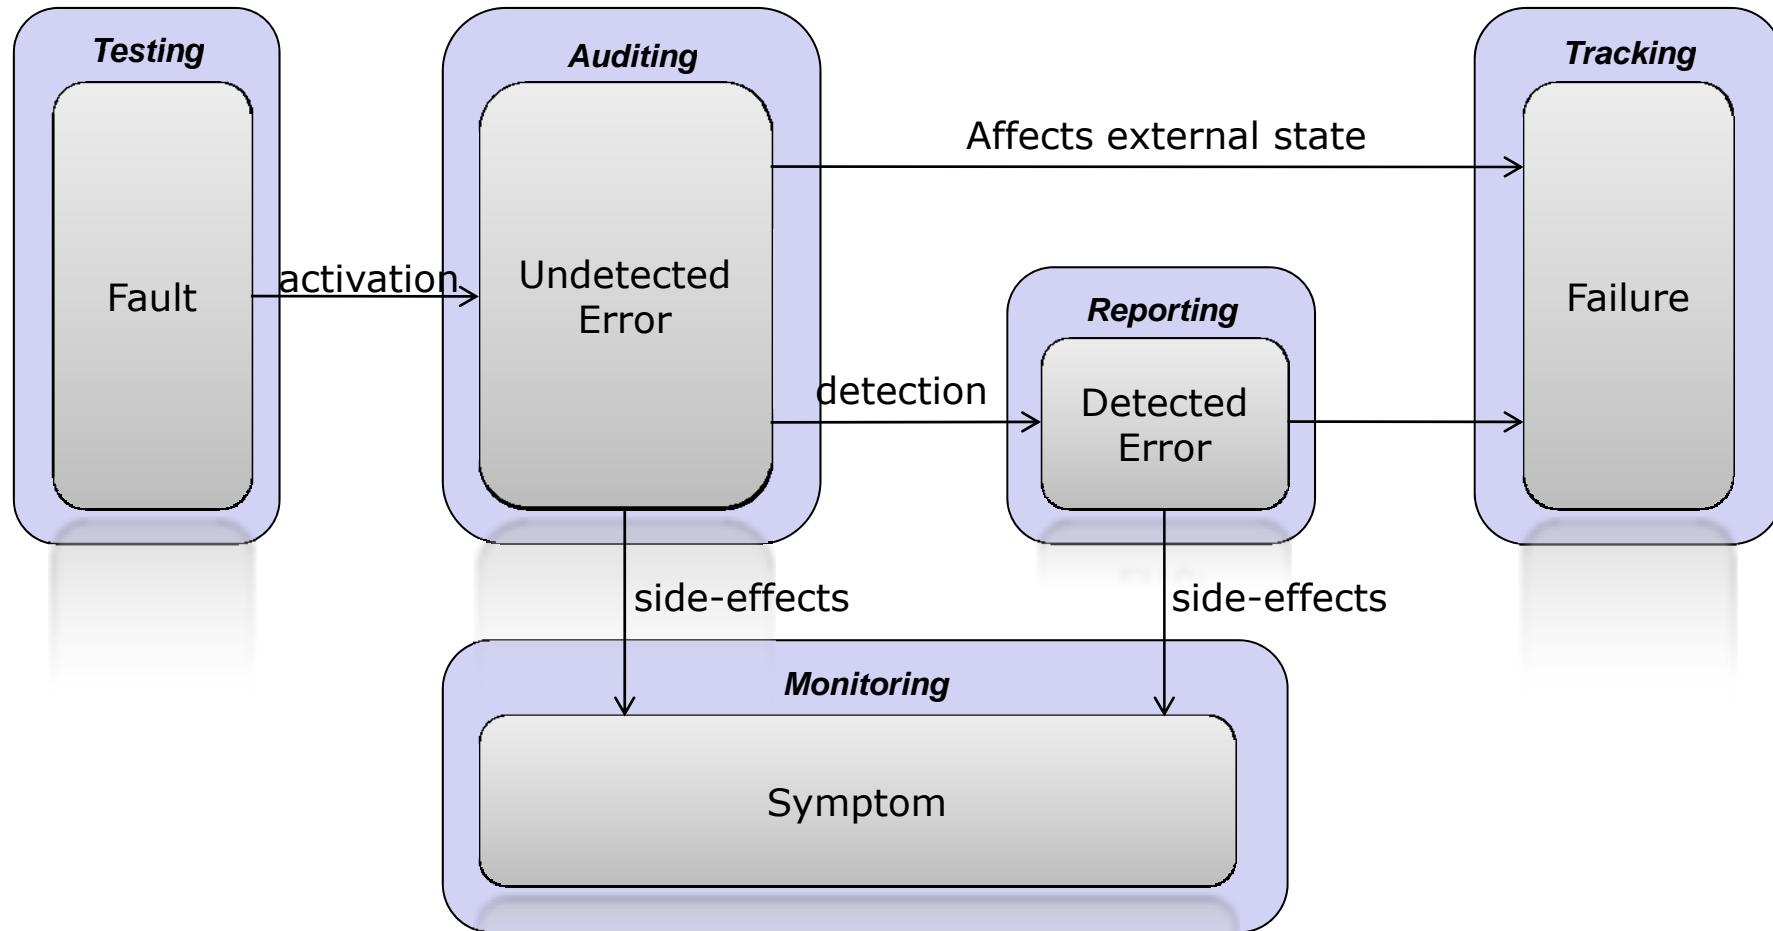 Testing
Auditing
Tracking
Affects external state
activation
Fault
Undetected
Error
Failure
Reporting
detection
Detected
Error
side-effects
side-effects
Monitoring
Symptom